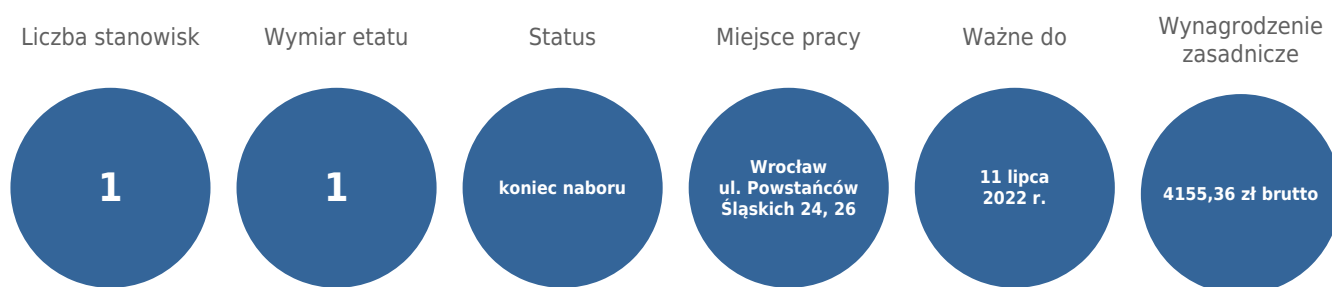 Liczba stanowisk
1
Wymiar etatu
1
Status
koniec naboru
Miejsce pracy
Wrocław
ul. Powstańców
Śląskich 24, 26
Ważne do
11 lipca
2022 r.
Wynagrodzenie
zasadnicze
4155,36 zł brutto